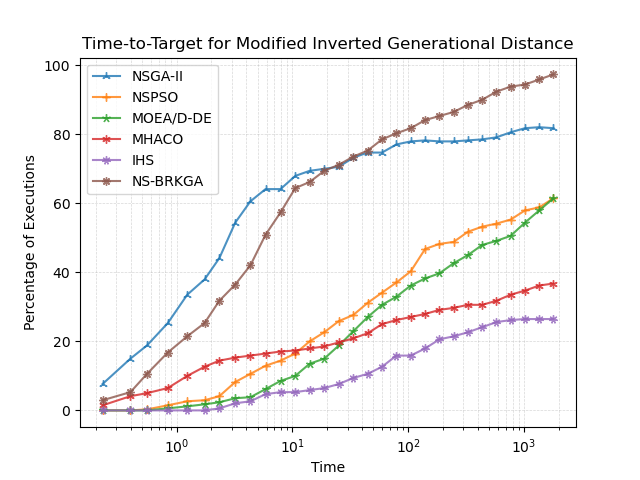 Time-to-Target for Modified Inverted Generational Distance
Percentage of Executions
100
80
60
40
20
0
NSGA-II
NSPSO
MOEA/D-DE
MHACO
IHS
NS-BRKGA
10⁰
10¹
10²
10³
Time